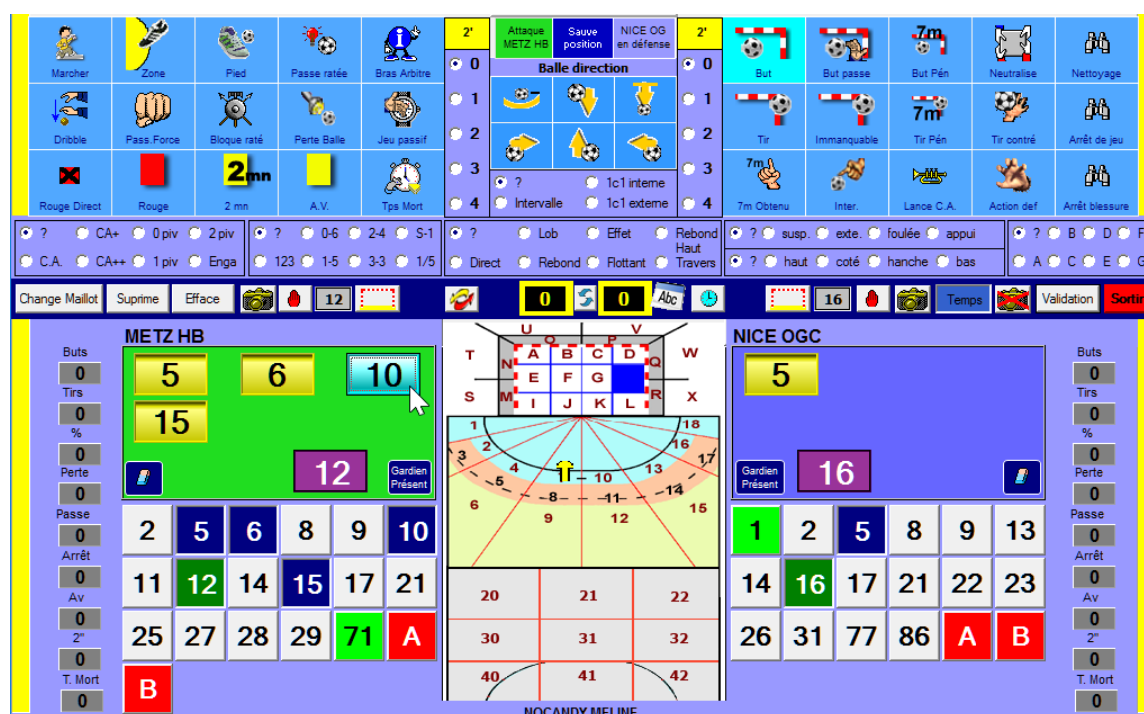 2' Attaque METZ HB Sauve position NICE OG en défense 2'
Marcher Zone Pied Passe ratée Bras Arbitre
0 Balle direction 0
But But passe 7m But Pén Neutralise Nettoyage
Dribble Pass.Force Bloque raté Perte Balle Jeu passif
1 1
2 2
Tir Immanquable 7m Tir Pén Tir contré Arrêt de jeu
3 ? 1c1 interne 3
4 Intervalle 1c1 externe 4
Rouge Direct Rouge 2mn 2 mn A.V. Tps Mort
7m 7m Obtenu Inter. Lance C.A. Action def Arrêt blessure
? CA+ 0 piv 2 piv ? 0-6 2-4 S-1 ? Lob Effet Rebond Haut ? susp. exte. foulée appui ? B D F
C.A. CA++ 1 piv Enga 123 1-5 3-3 1/5 Direct Rebond Flottant Travers ? haut coté hanche bas A C E G
Change Maillot Suprime Efface 12 0 0 Abc 16 Temps Validation Sortir
METZ HB
Buts 0
Tirs 0
% 0
Perte 0
Passe 0
Arrêt 0
Av 0
2" 0
T. Mort 0
5 6 10
15
12 Gardien Présent
2 5 6 8 9 10
11 12 14 15 17 21
25 27 28 29 71 A
B
U O P V
T N A B C D Q W
E F G
S M I J K L R X
1 18
2 16
3 4 10 13 17
5 8 11 14
6 9 12 15
20 21 22
30 31 32
40 41 42
NOCANDY MELINE
NICE OGC
5
Gardien Présent 16
1 2 5 8 9 13
14 16 17 21 22 23
26 31 77 86 A B
Buts 0
Tirs 0
% 0
Perte 0
Passe 0
Arrêt 0
Av 0
2" 0
T. Mort 0